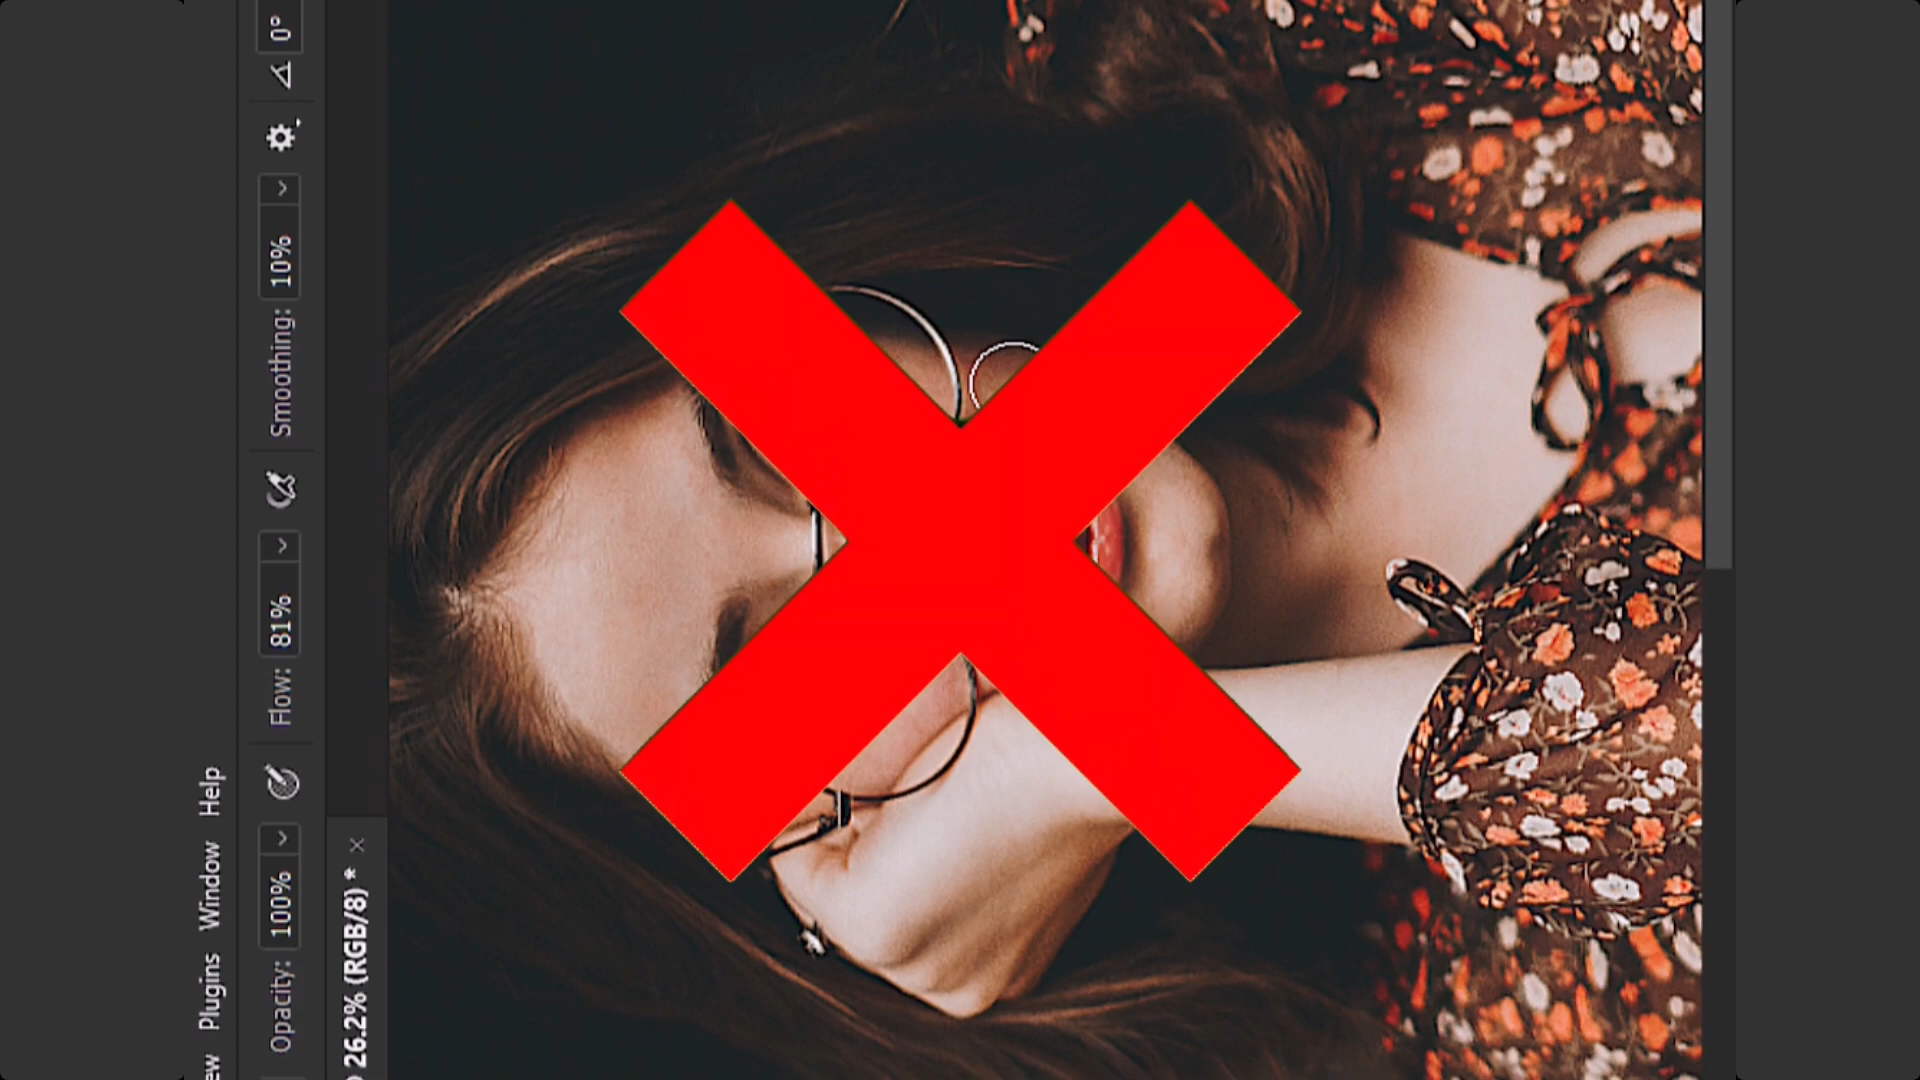 ew Plugins Window Help
Opacity: 100% Flow: 81% Smoothing: 10% 0°
26.2% (RGB/8) * ×